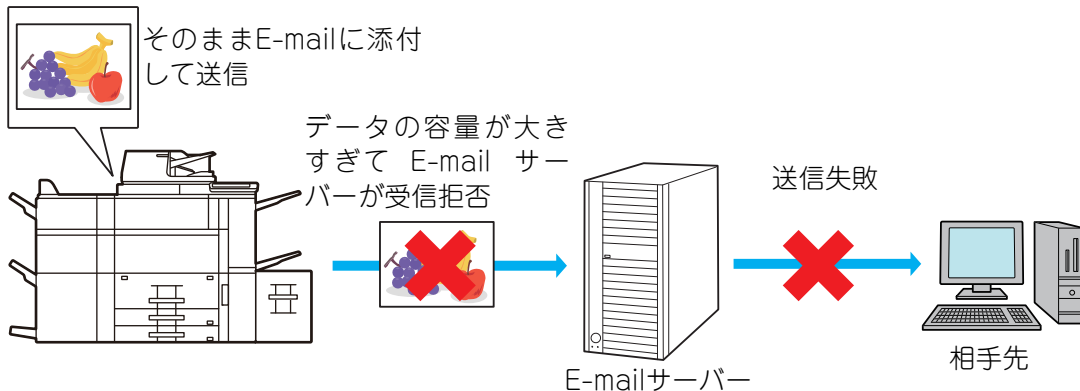 そのままE-mailに添付
して送信
データの容量が大き
すぎて E-mail サー
バーが受信拒否
送信失敗
相手先
E-mailサーバー